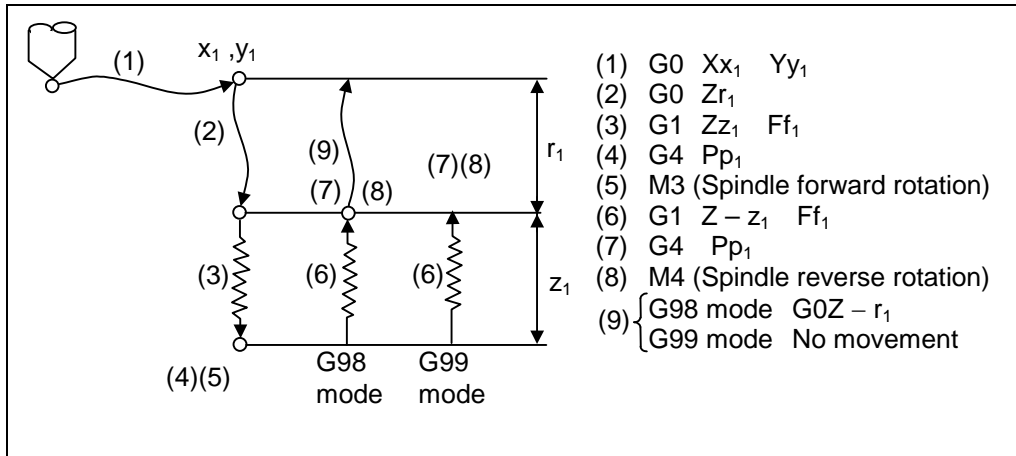 (1)
x₁ ,y₁
(2)
(9)
(7)
(8)
(7)(8)
r₁
(3)
(6)
(6)
z₁
(4)(5)
G98
mode
G99
mode
(1) G0 Xx₁ Yy₁
(2) G0 Zr₁
(3) G1 Zz₁ Ff₁
(4) G4 Pp₁
(5) M3 (Spindle forward rotation)
(6) G1 Z – z₁ Ff₁
(7) G4 Pp₁
(8) M4 (Spindle reverse rotation)
(9) G98 mode G0Z – r₁
G99 mode No movement